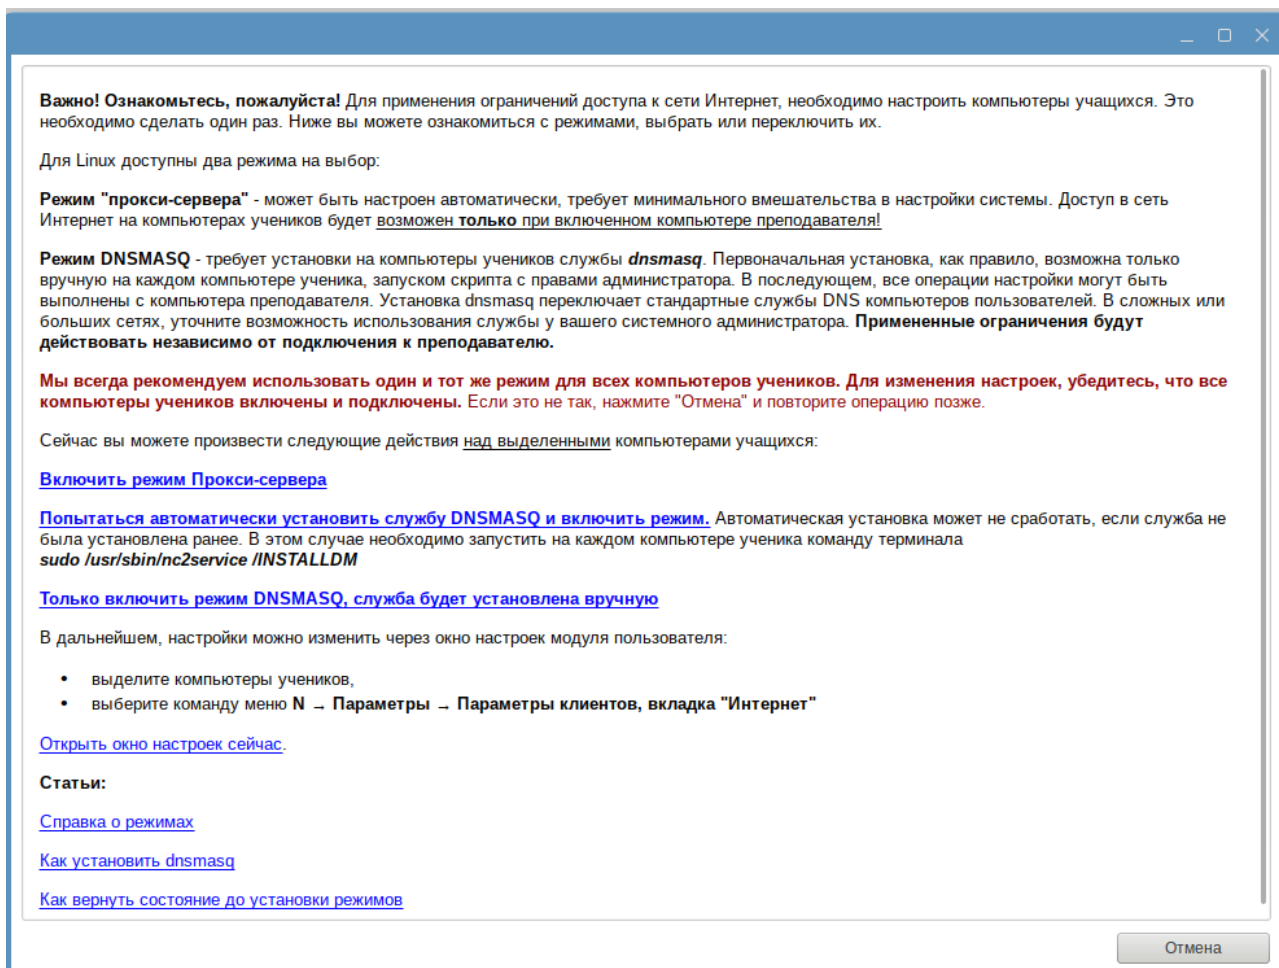 Важно! Ознакомьтесь, пожалуйста! Для применения ограничений доступа к сети Интернет, необходимо настроить компьютеры учащихся. Это
необходимо сделать один раз. Ниже вы можете ознакомиться с режимами, выбрать или переключить их.
Для Linux доступны два режима на выбор:
Режим "прокси-сервера" - может быть настроен автоматически, требует минимального вмешательства в настройки системы. Доступ в сеть
Интернет на компьютерах учеников будет возможен только при включенном компьютере преподавателя!
Режим DNSMASQ - требует установки на компьютеры учеников службы dnsmasq. Первоначальная установка, как правило, возможна только
вручную на каждом компьютере ученика, запуском скрипта с правами администратора. В последующем, все операции настройки могут быть
выполнены с компьютера преподавателя. Установка dnsmasq переключает стандартные службы DNS компьютеров пользователей. В сложных или
больших сетях, уточните возможность использования службы у вашего системного администратора. Примененные ограничения будут
действовать независимо от подключения к преподавателю.
Мы всегда рекомендуем использовать один и тот же режим для всех компьютеров учеников. Для изменения настроек, убедитесь, что все
компьютеры учеников включены и подключены. Если это не так, нажмите "Отмена" и повторите операцию позже.
Сейчас вы можете произвести следующие действия над выделенными компьютерами учащихся:
Включить режим Прокси-сервера
Попытаться автоматически установить службу DNSMASQ и включить режим. Автоматическая установка может не сработать, если служба не
была установлена ранее. В этом случае необходимо запустить на каждом компьютере ученика команду терминала
sudo /usr/sbin/nc2service /INSTALLDM
Только включить режим DNSMASQ, служба будет установлена вручную
В дальнейшем, настройки можно изменить через окно настроек модуля пользователя:
• выделите компьютеры учеников,
• выберите команду меню N → Параметры → Параметры клиентов, вкладка "Интернет"
Открыть окно настроек сейчас.
Статьи:
Справка о режимах
Как установить dnsmasq
Как вернуть состояние до установки режимов
Отмена